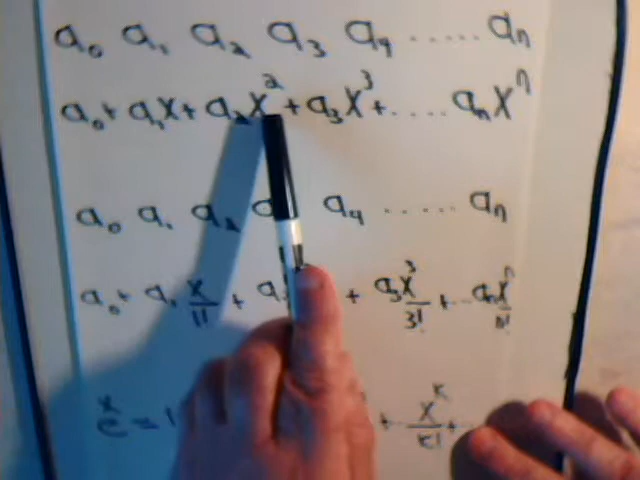 a₀ a₁ a₂ a₃ a₄ ..... aₙ
a₀ + a₁x + a₂x² + a₃x³ + .... aₙxⁿ
a₀ a₁ a₂ a a₄ ..... aₙ
a₀ + a₁ x/1! + a + a₃x³/3! + .. aₙxⁿ/n!
eˣ = 1 + xᵏ/k! + ..